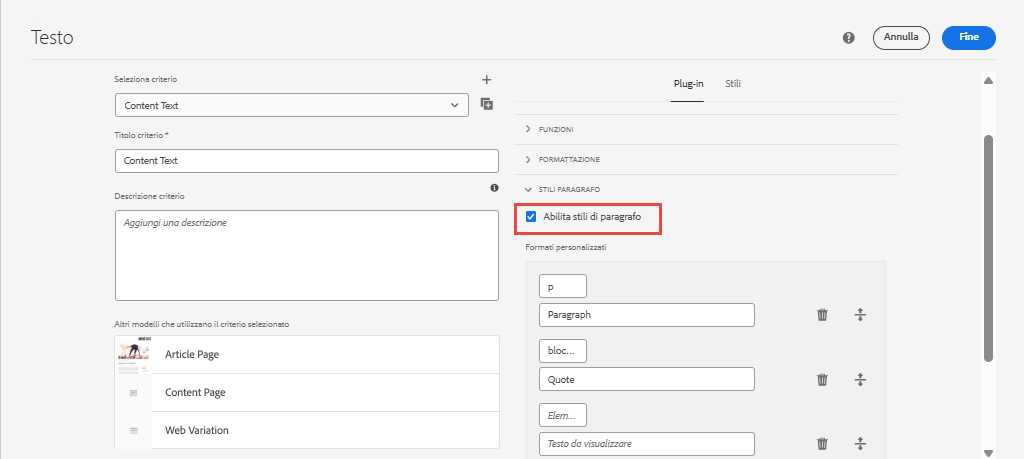 Testo
Annulla
Fine
Seleziona criterio
Content Text
Titolo criterio *
Content Text
Descrizione criterio
Aggiungi una descrizione
Altri modelli che utilizzano il criterio selezionato
Article Page
Content Page
Web Variation
Plug-in
Stili
FUNZIONI
FORMATTAZIONE
STILI PARAGRAFO
Abilita stili di paragrafo
Formati personalizzati
p
Paragraph
bloc...
Quote
Elem...
Testo da visualizzare